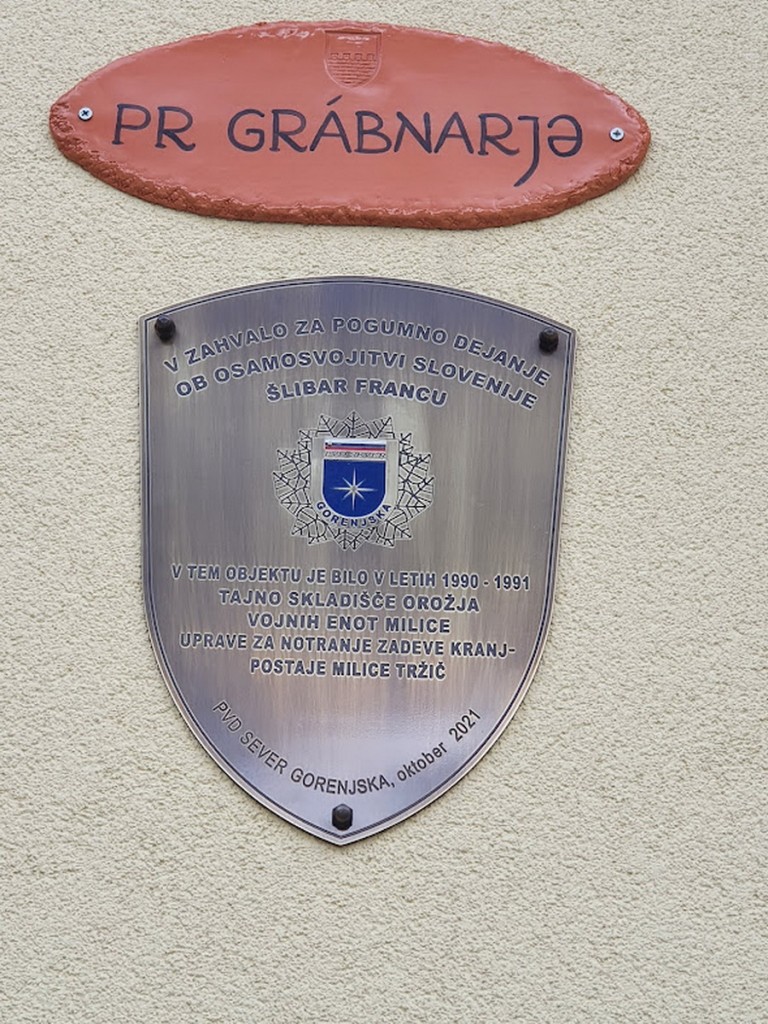 PR GRÁBNARJƏ
V ZAHVALO ZA POGUMNO DEJANJE
OB OSAMOSVOJITVI SLOVENIJE
ŠLIBAR FRANCU
GORENJSKA
V TEM OBJEKTU JE BILO V LETIH 1990 - 1991
TAJNO SKLADIŠČE OROŽJA
VOJNIH ENOT MILICE
UPRAVE ZA NOTRANJE ZADEVE KRANJ-
POSTAJE MILICE TRŽIČ
PVD SEVER GORENJSKA, oktober 2021